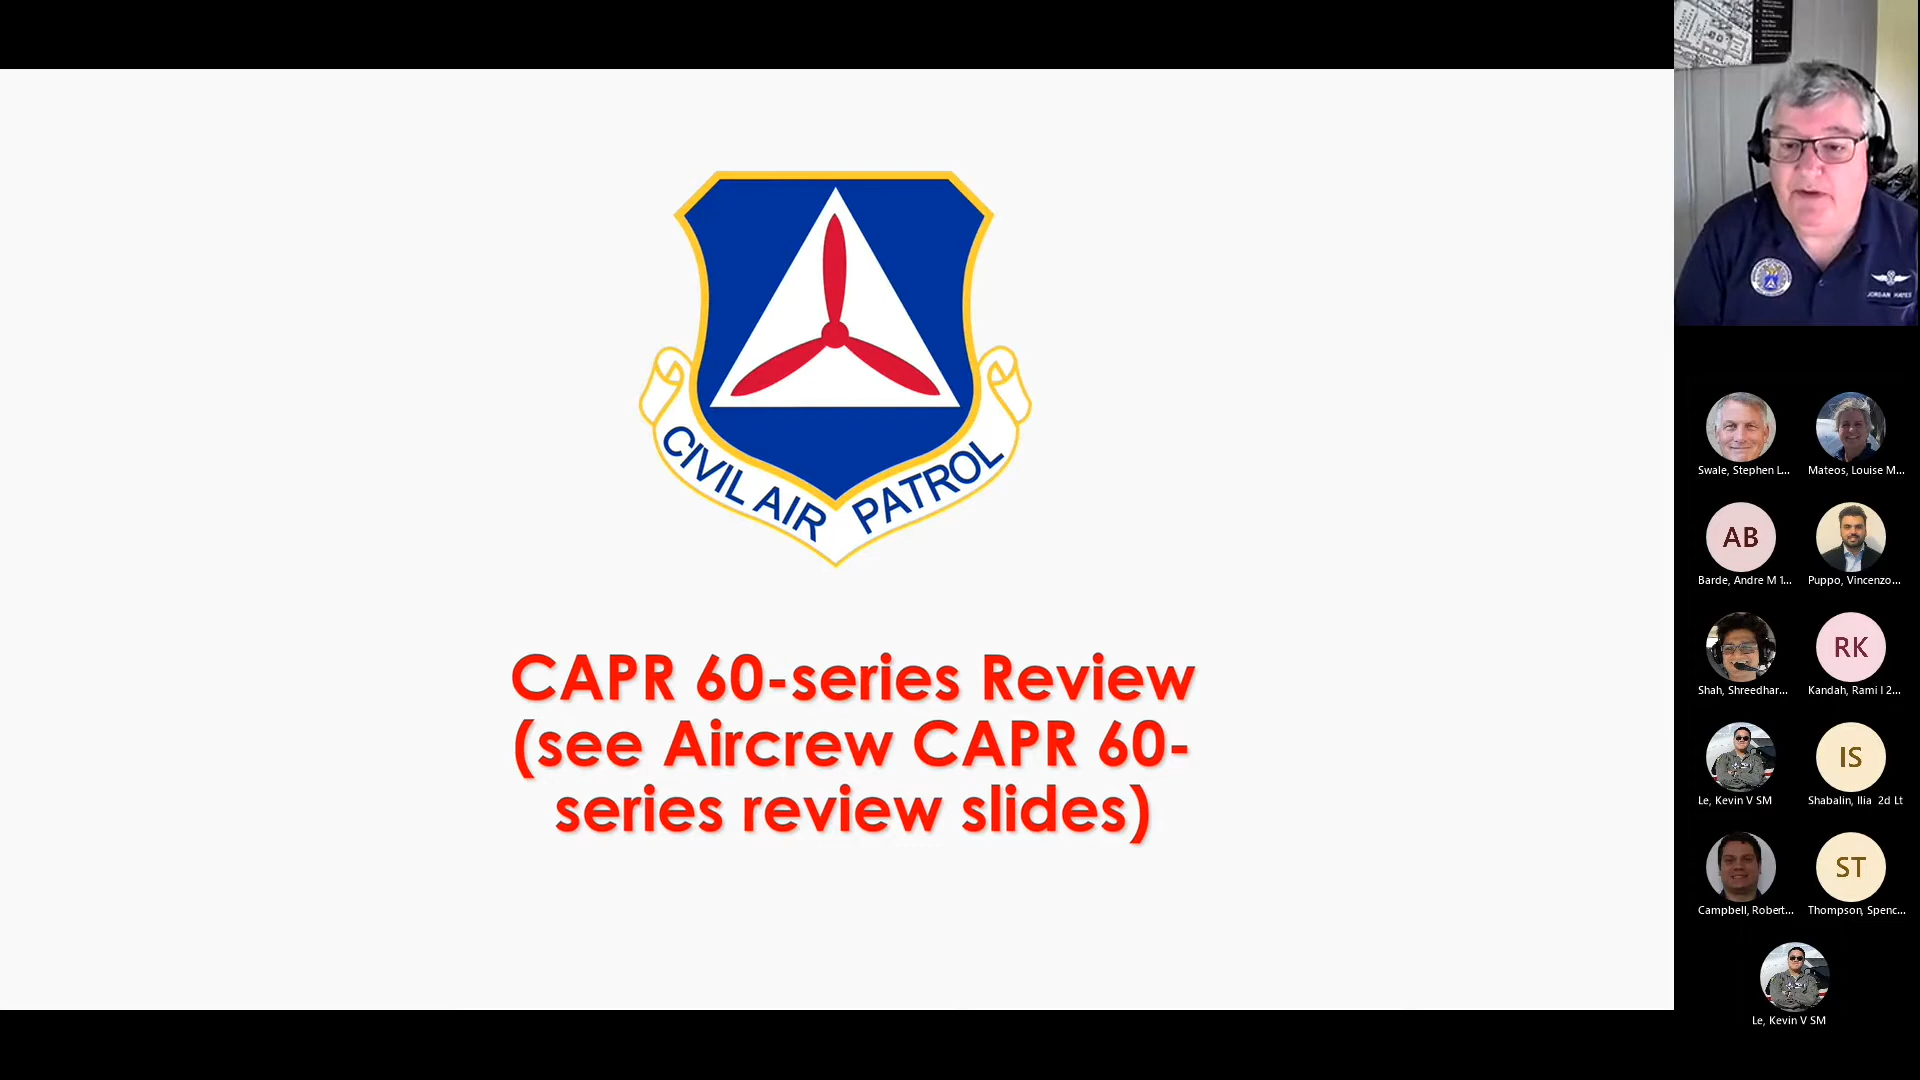 CIVIL AIR PATROL
CAPR 60-series Review
(see Aircrew CAPR 60-
series review slides)
JORDAN HAYES
Swale, Stephen L...
Mateos, Louise M...
AB
Barde, Andre M 1...
Puppo, Vincenzo...
Shah, Shreedhar...
RK
Kandah, Rami I 2...
Le, Kevin V SM
IS
Shabalin, Ilia 2d Lt
Campbell, Robert...
ST
Thompson, Spenc...
Le, Kevin V SM